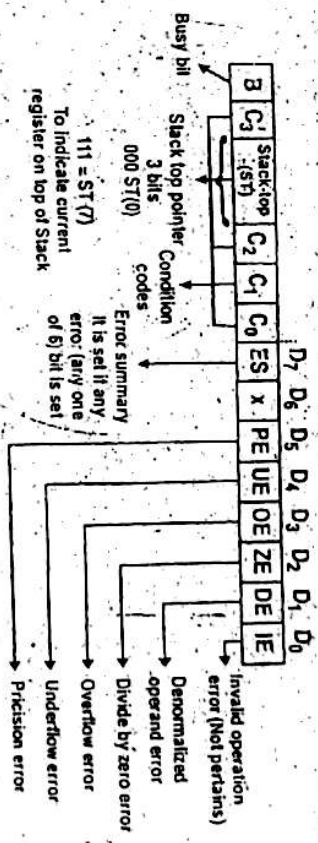 D₇ D₆ D₅ D₄ D₃ D₂ D₁ D₀
B C₃ Stack-top (ST) C₂ C₁ C₀ ES x PE UE OE ZE DE IE
Busy bil
Stack top pointer
3 bits
000 ST(0)
111 = ST(7)
To indicate current
register on top of Stack
Condition
codes
Error summary
It is set if any
error (any one
of 6) bit is set
Invalid operation
error (Not pertains)
Denormalized
operand error
Divide by zero error
Overflow error
Underflow error
Pricision error